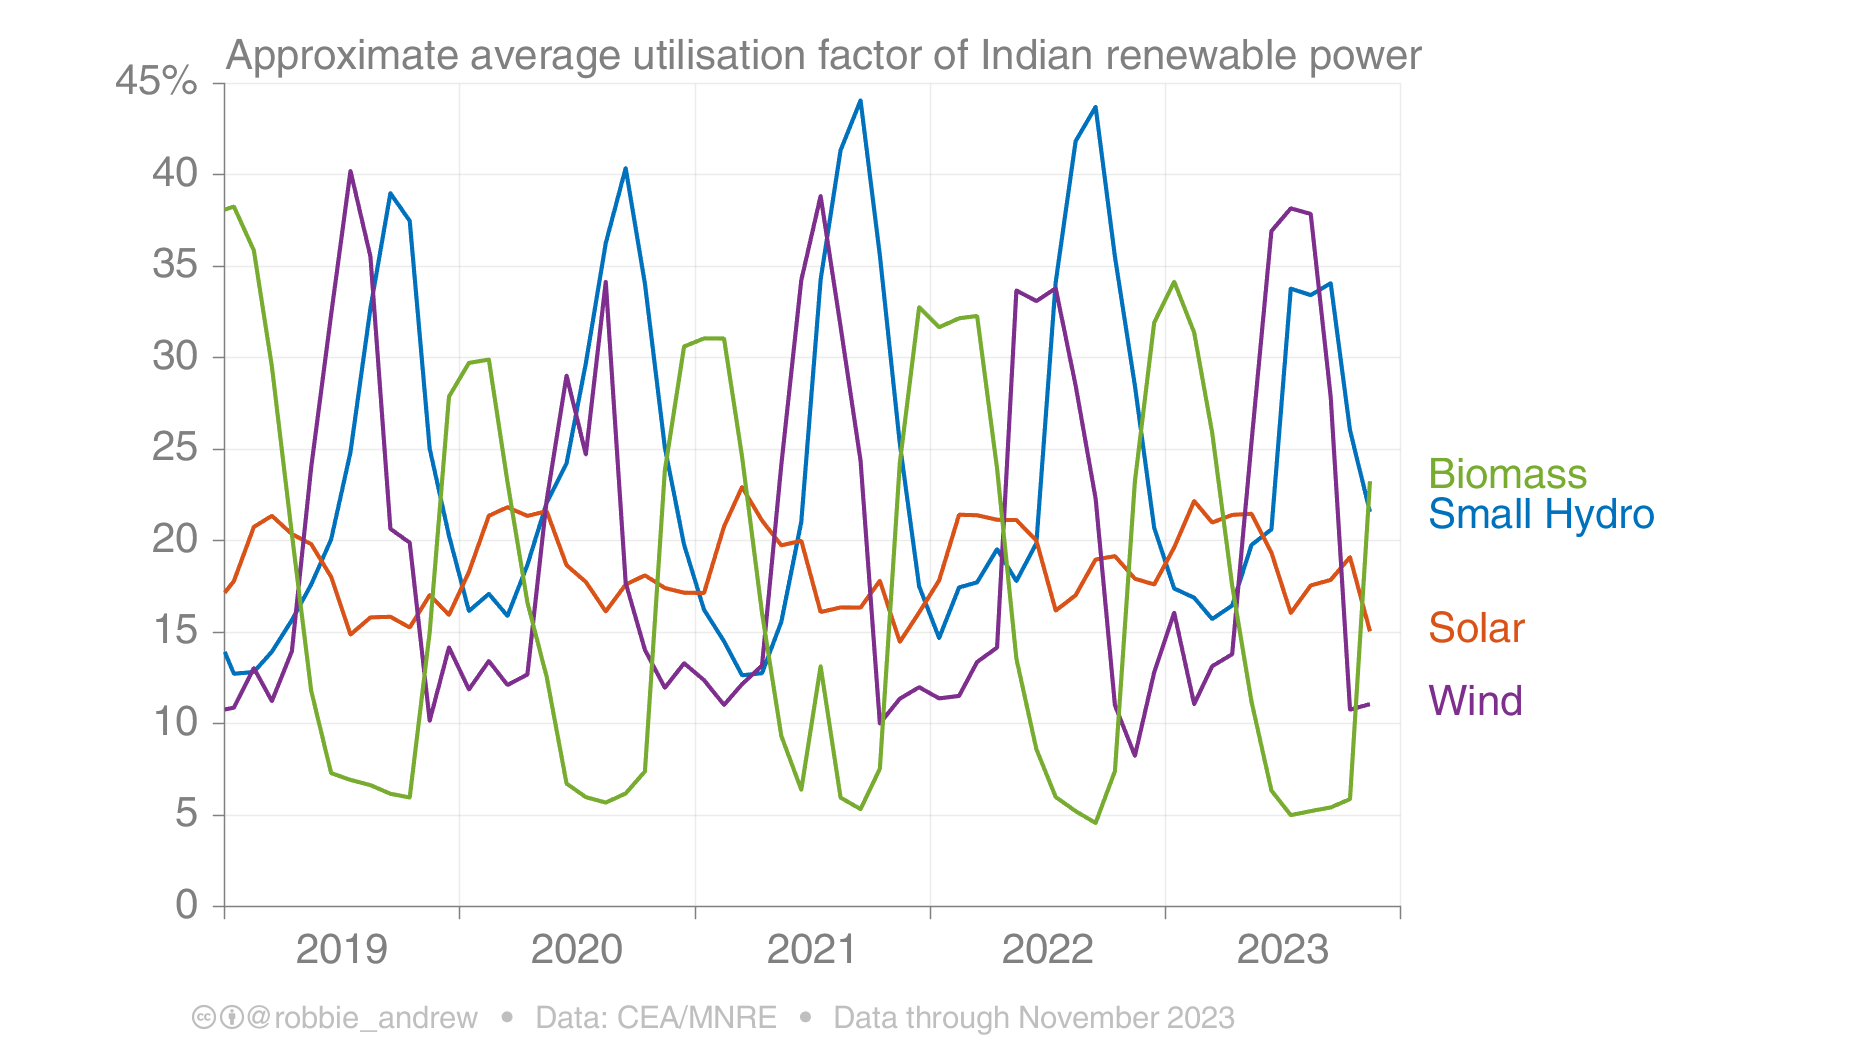 Approximate average utilisation factor of Indian renewable power
45%
40
35
30
25
20
15
10
5
0
Biomass
Small Hydro
Solar
Wind
2019 2020 2021 2022 2023
cc @robbie_andrew • Data: CEA/MNRE • Data through November 2023